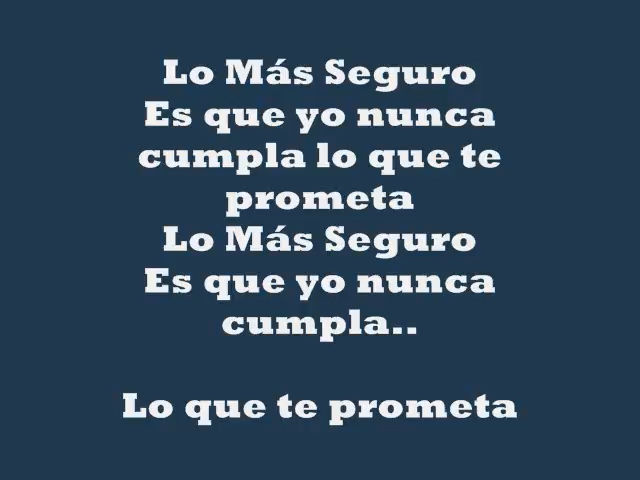 Lo Más Seguro
Es que yo nunca
cumpla lo que te
prometa
Lo Más Seguro
Es que yo nunca
cumpla..
Lo que te prometa